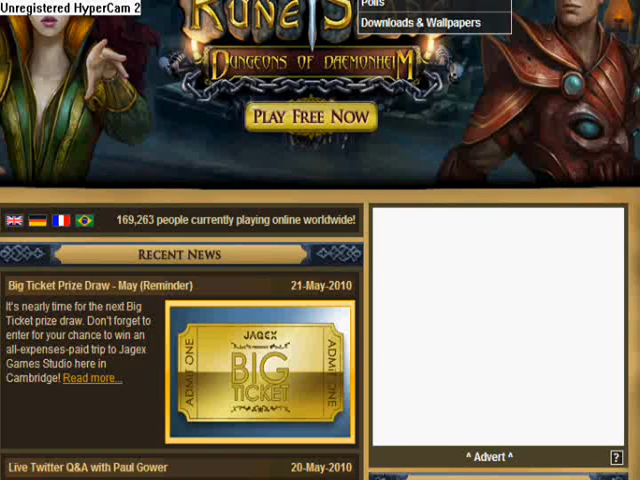 Unregistered HyperCam 2
Polls
Downloads & Wallpapers
RuneS
Dungeons of Daemonheim
Play Free Now
169,263 people currently playing online worldwide!
Recent News
Big Ticket Prize Draw - May (Reminder) 21-May-2010
It's nearly time for the next Big
Ticket prize draw. Don't forget to
enter for your chance to win an
all-expenses-paid trip to Jagex
Games Studio here in
Cambridge! Read more...
JAGEX
BIG
TICKET
ADMIT ONE
ADMIT ONE
^ Advert ^
?
Live Twitter Q&A with Paul Gower 20-May-2010